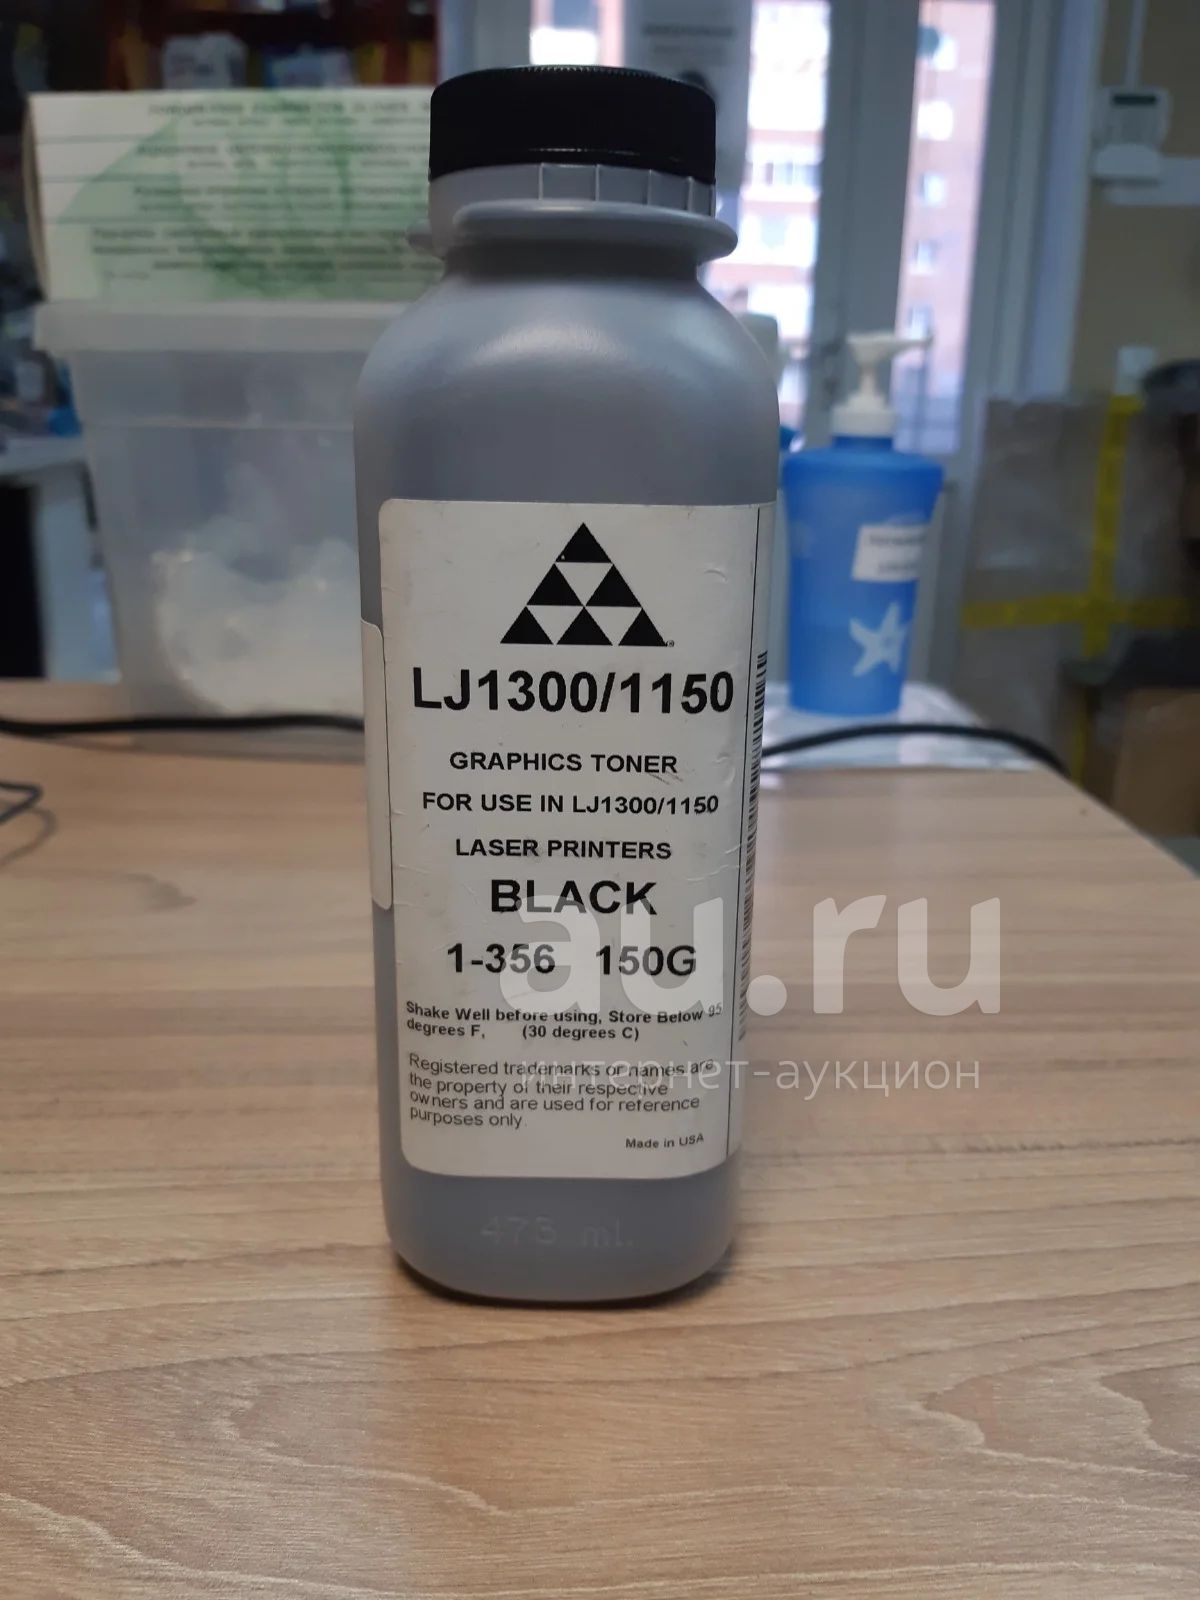 LJ1300/1150
GRAPHICS TONER
FOR USE IN LJ1300/1150
LASER PRINTERS
BLACK
1-356 150G
Shake Well before using, Store Below 95
degrees F, (30 degrees C)
Registered trademarks or names are
the property of their respective
owners and are used for reference
purposes only.
Made in USA
475 ml.
au.ru
интернет-аукцион